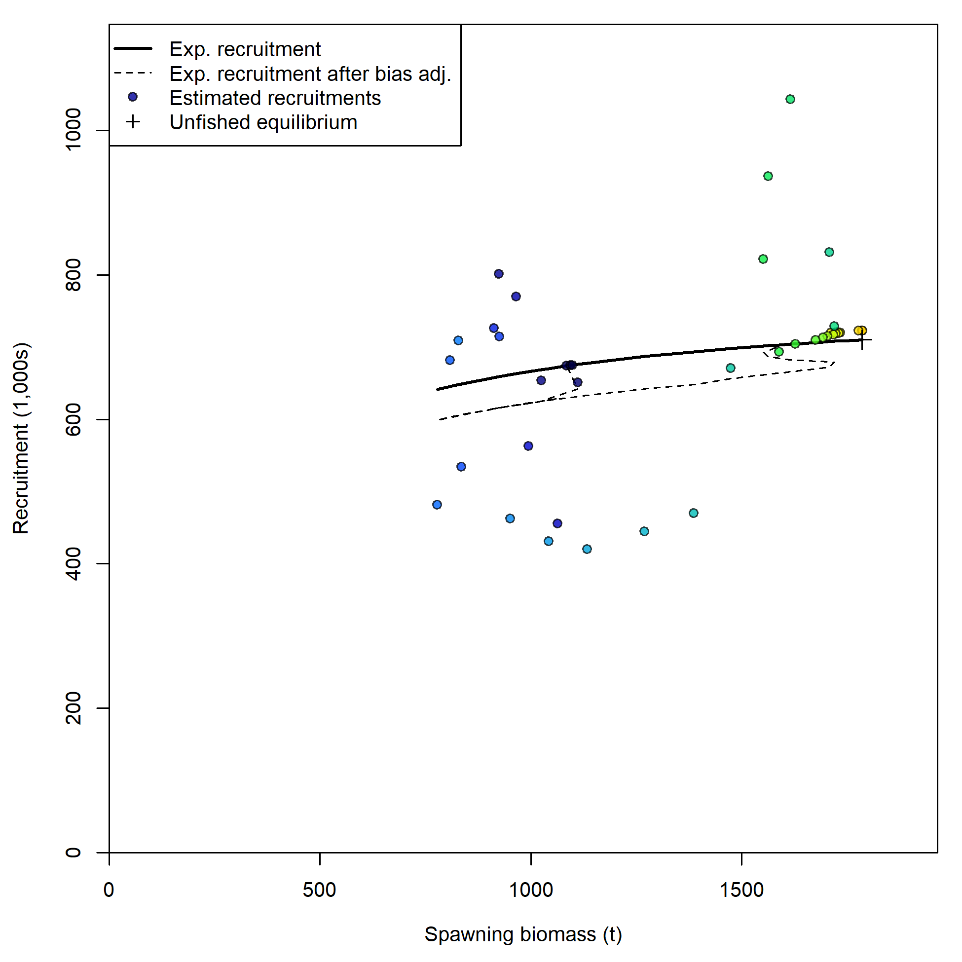 Exp. recruitment
Exp. recruitment after bias adj.
Estimated recruitments
Unfished equilibrium
Recruitment (1,000s)
1000
800
600
400
200
0
0 500 1000 1500
Spawning biomass (t)